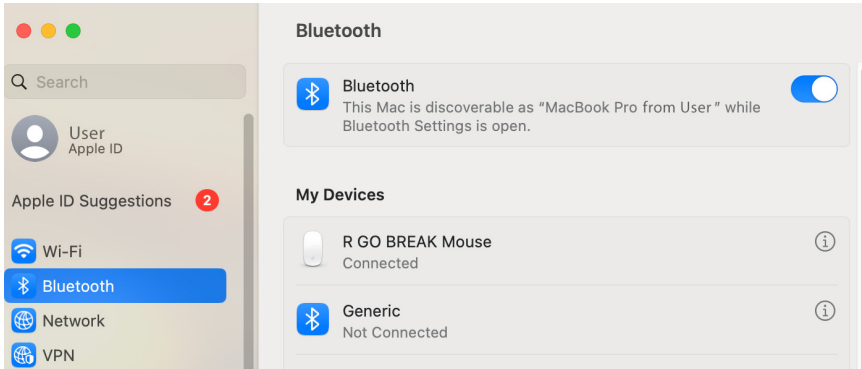 Bluetooth
Search
Bluetooth
This Mac is discoverable as “MacBook Pro from User” while
Bluetooth Settings is open.
User
Apple ID
Apple ID Suggestions 2
My Devices
Wi-Fi
R GO BREAK Mouse
Connected
Bluetooth
Network
Generic
Not Connected
VPN